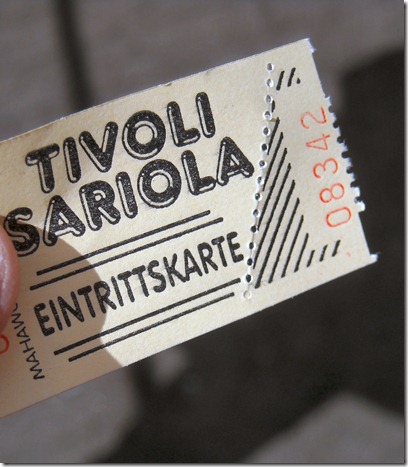 TIVOLI
SARIOLA
EINTRITTSKARTE
08342